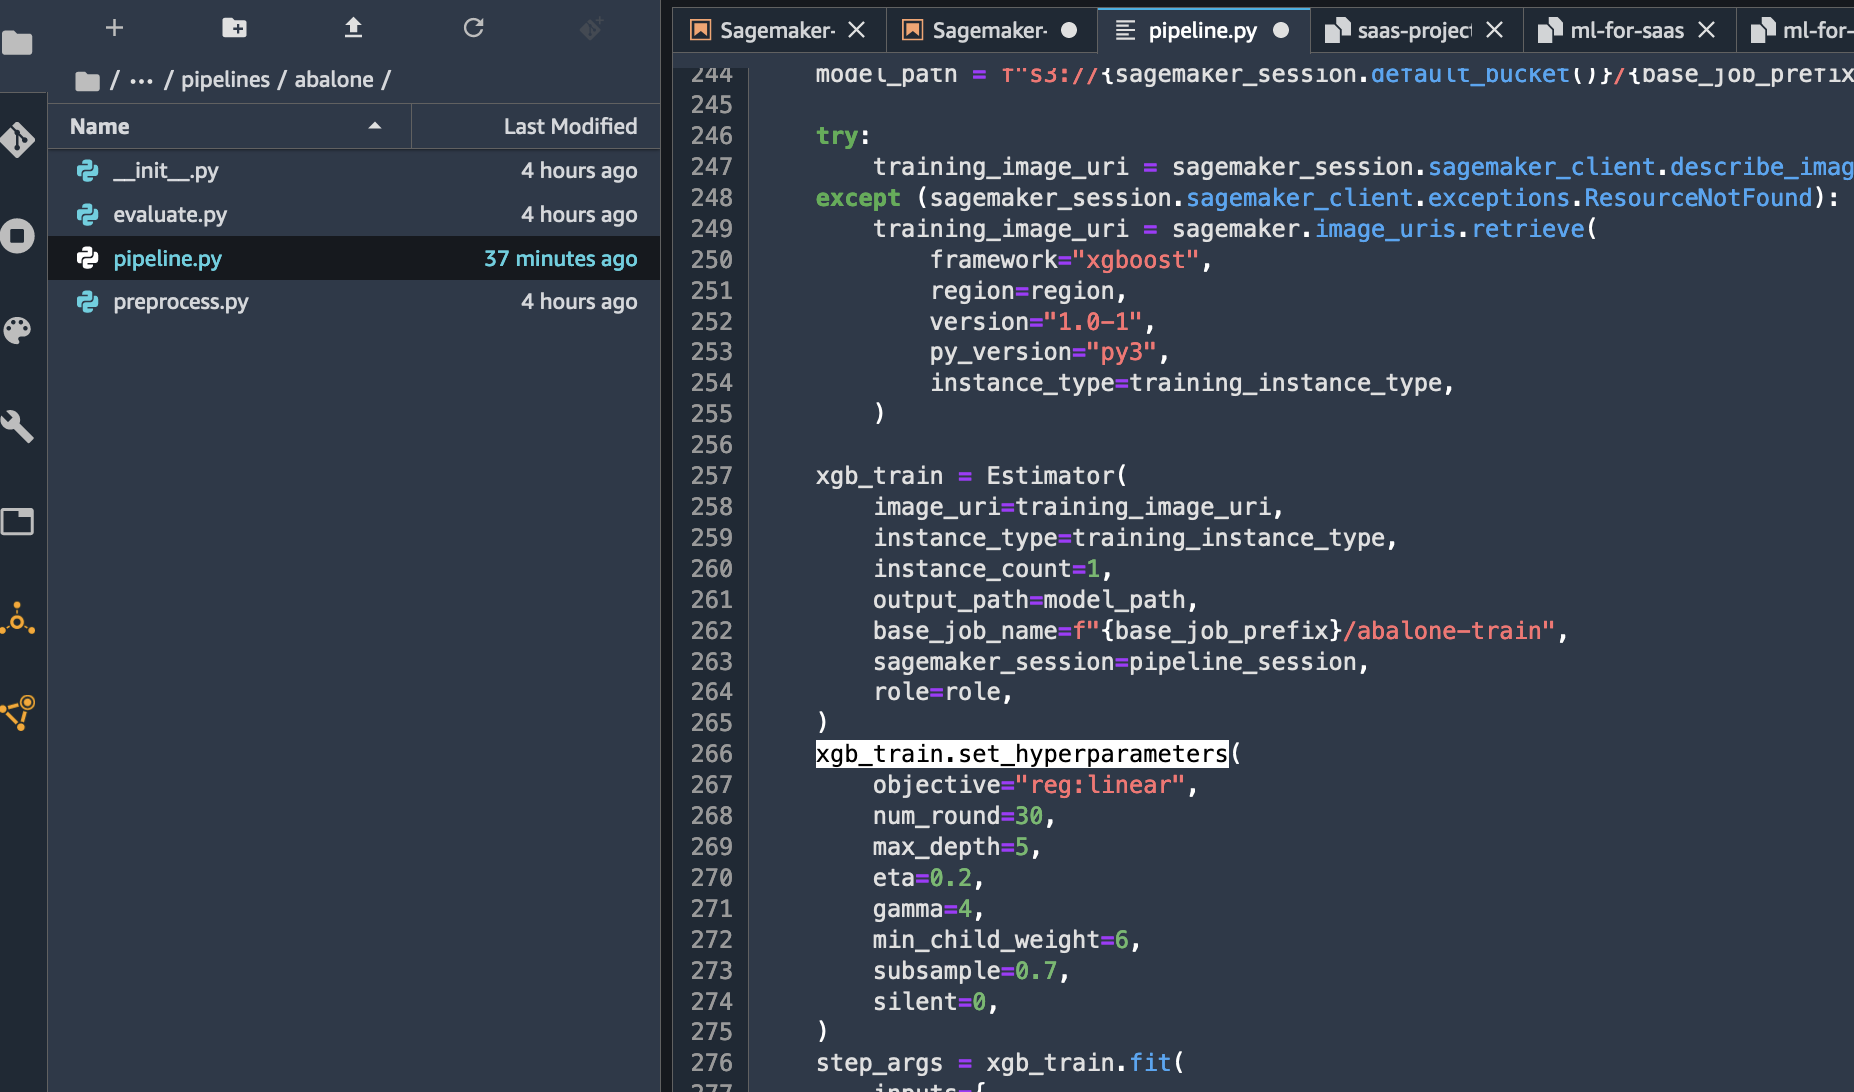 / ··· / pipelines / abalone /
Name Last Modified
__init__.py 4 hours ago
evaluate.py 4 hours ago
pipeline.py 37 minutes ago
preprocess.py 4 hours ago
Sagemaker- Sagemaker- pipeline.py saas-project ml-for-saas ml-for-
244 model_path = f"s3://{sagemaker_session.default_bucket()}/{base_job_prefix
245
246 try:
247 training_image_uri = sagemaker_session.sagemaker_client.describe_imag
248 except (sagemaker_session.sagemaker_client.exceptions.ResourceNotFound):
249 training_image_uri = sagemaker.image_uris.retrieve(
250 framework="xgboost",
251 region=region,
252 version="1.0-1",
253 py_version="py3",
254 instance_type=training_instance_type,
255 )
256
257 xgb_train = Estimator(
258 image_uri=training_image_uri,
259 instance_type=training_instance_type,
260 instance_count=1,
261 output_path=model_path,
262 base_job_name=f"{base_job_prefix}/abalone-train",
263 sagemaker_session=pipeline_session,
264 role=role,
265 )
266 xgb_train.set_hyperparameters(
267 objective="reg:linear",
268 num_round=30,
269 max_depth=5,
270 eta=0.2,
271 gamma=4,
272 min_child_weight=6,
273 subsample=0.7,
274 silent=0,
275 )
276 step_args = xgb_train.fit(
277 inputs={